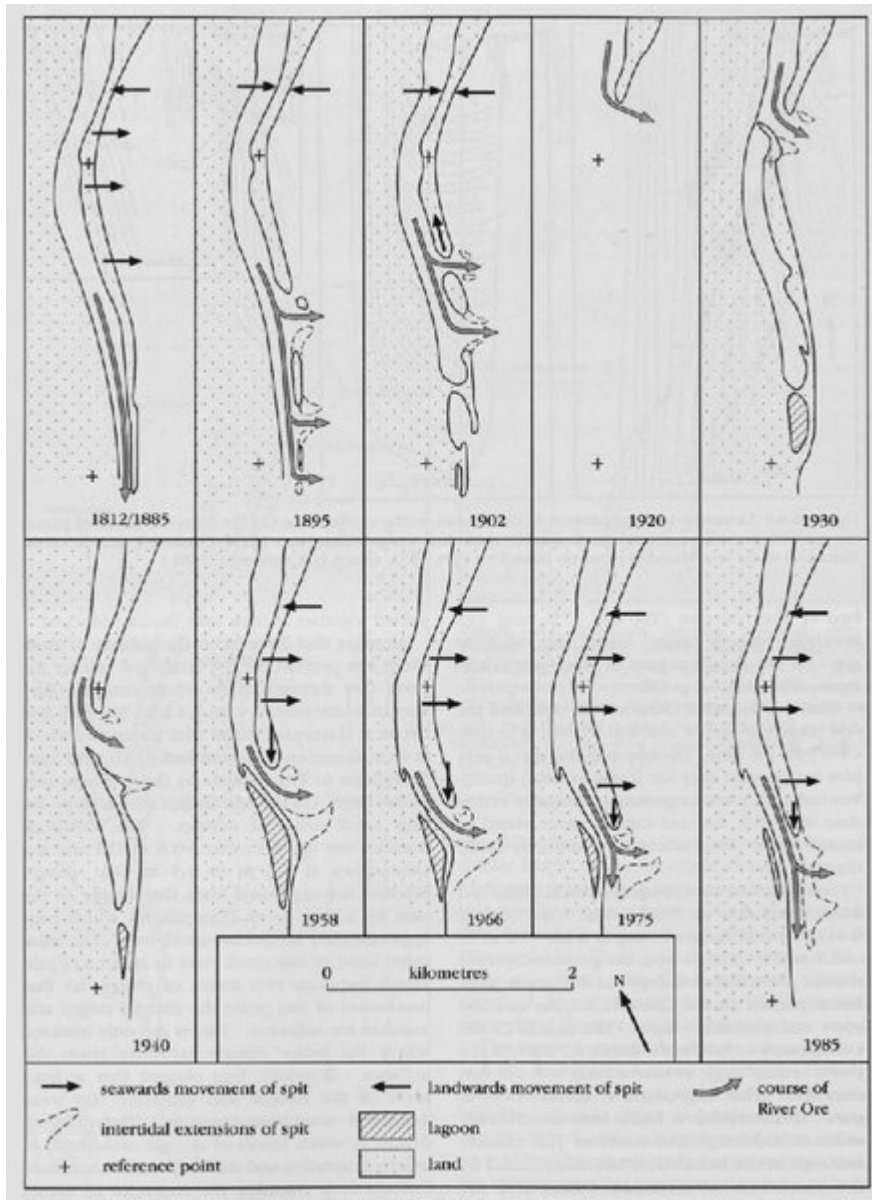 1812/1885
1895
1902
1920
1930
1940
1958
1966
1975
1985
0 kilometres 2
N
seawards movement of spit
landwards movement of spit
course of
River Ore
intertidal extensions of spit
lagoon
reference point
land